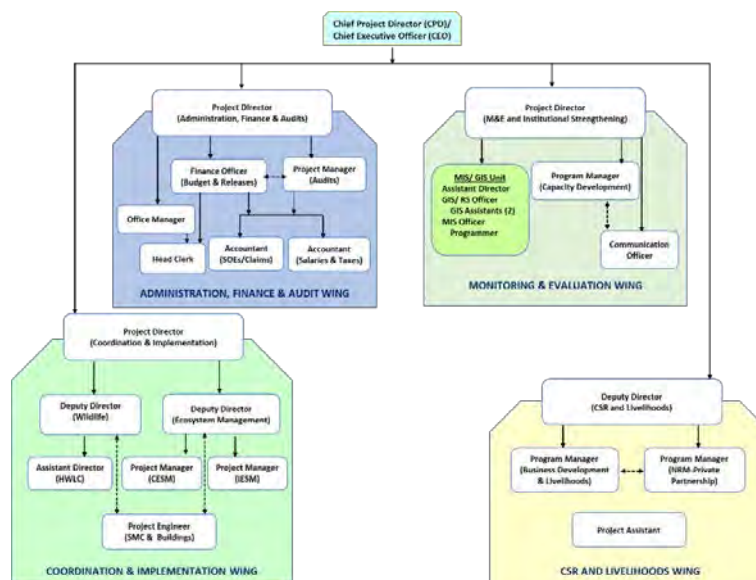 Chief Project Director (CPD)/
Chief Executive Officer (CEO)
Project Director
(Administration, Finance & Audits)
Finance Officer
(Budget & Releases)
Project Manager
(Audits)
Office Manager
Head Clerk
Accountant
(SOEs/Claims)
Accountant
(Salaries & Taxes)
ADMINISTRATION, FINANCE & AUDIT WING
Project Director
(M&E and Institutional Strengthening)
MIS/ GIS Unit
Assistant Director
GIS/ RS Officer
GIS Assistants (2)
MIS Officer
Programmer
Program Manager
(Capacity Development)
Communication
Officer
MONITORING & EVALUATION WING
Project Director
(Coordination & Implementation)
Deputy Director
(Wildlife)
Deputy Director
(Ecosystem Management)
Assistant Director
(HWLC)
Project Manager
(CESM)
Project Manager
(IESM)
Project Engineer
(SMC & Buildings)
COORDINATION & IMPLEMENTATION WING
Deputy Director
(CSR and Livelihoods)
Program Manager
(Business Development
& Livelihoods)
Program Manager
(NRM-Private
Partnership)
Project Assistant
CSR AND LIVELIHOODS WING